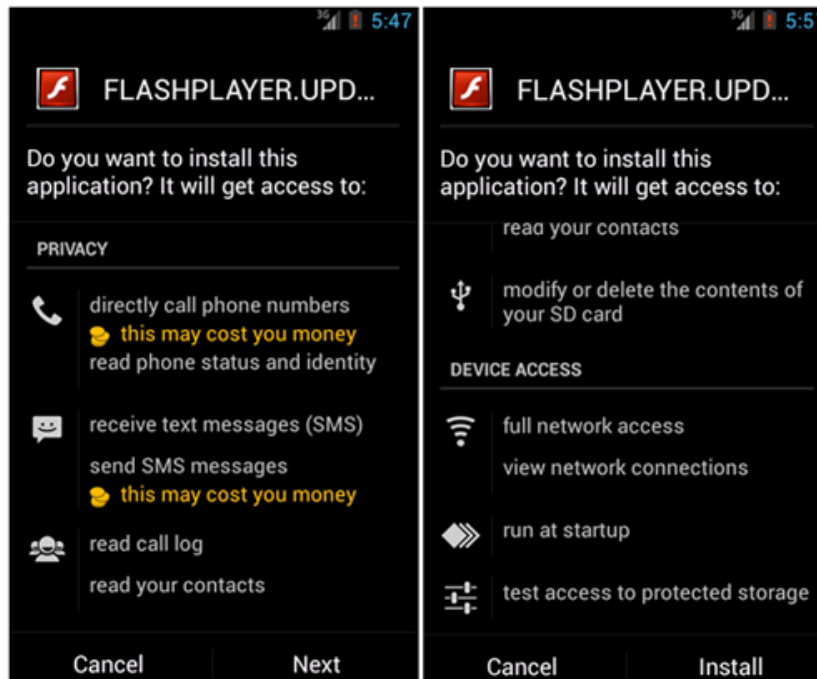 3G 5:47
FLASHPLAYER.UPD...
Do you want to install this
application? It will get access to:
PRIVACY
directly call phone numbers
this may cost you money
read phone status and identity
receive text messages (SMS)
send SMS messages
this may cost you money
read call log
read your contacts
Cancel Next
3G 5:5
FLASHPLAYER.UPD...
Do you want to install this
application? It will get access to:
read your contacts
modify or delete the contents of
your SD card
DEVICE ACCESS
full network access
view network connections
run at startup
test access to protected storage
Cancel Install